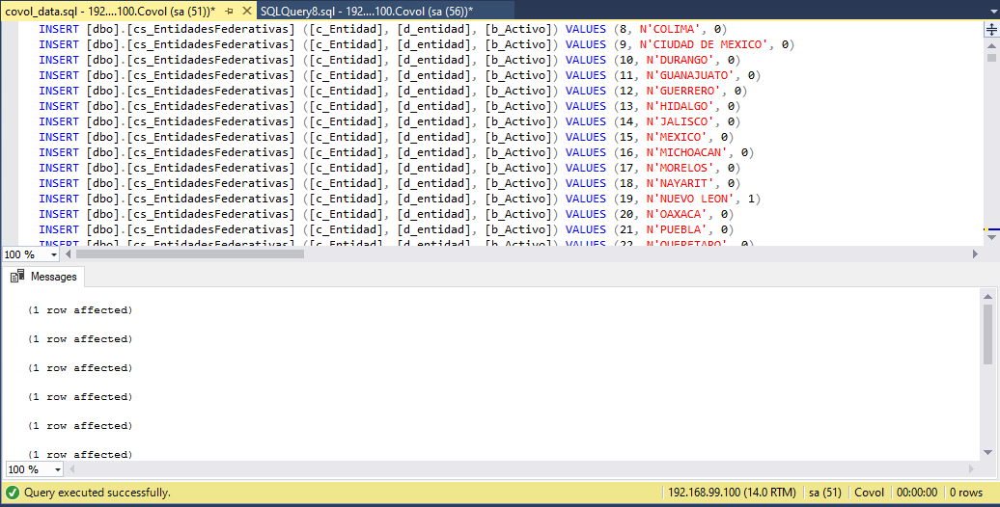 covol_data.sql - 192....100.Covol (sa (51))* SQLQuery8.sql - 192....100.Covol (sa (56))*
INSERT [dbo].[cs_EntidadesFederativas] ([c_Entidad], [d_entidad], [b_Activo]) VALUES (8, N'COLIMA', 0)
INSERT [dbo].[cs_EntidadesFederativas] ([c_Entidad], [d_entidad], [b_Activo]) VALUES (9, N'CIUDAD DE MEXICO', 0)
INSERT [dbo].[cs_EntidadesFederativas] ([c_Entidad], [d_entidad], [b_Activo]) VALUES (10, N'DURANGO', 0)
INSERT [dbo].[cs_EntidadesFederativas] ([c_Entidad], [d_entidad], [b_Activo]) VALUES (11, N'GUANAJUATO', 0)
INSERT [dbo].[cs_EntidadesFederativas] ([c_Entidad], [d_entidad], [b_Activo]) VALUES (12, N'GUERRERO', 0)
INSERT [dbo].[cs_EntidadesFederativas] ([c_Entidad], [d_entidad], [b_Activo]) VALUES (13, N'HIDALGO', 0)
INSERT [dbo].[cs_EntidadesFederativas] ([c_Entidad], [d_entidad], [b_Activo]) VALUES (14, N'JALISCO', 0)
INSERT [dbo].[cs_EntidadesFederativas] ([c_Entidad], [d_entidad], [b_Activo]) VALUES (15, N'MEXICO', 0)
INSERT [dbo].[cs_EntidadesFederativas] ([c_Entidad], [d_entidad], [b_Activo]) VALUES (16, N'MICHOACAN', 0)
INSERT [dbo].[cs_EntidadesFederativas] ([c_Entidad], [d_entidad], [b_Activo]) VALUES (17, N'MORELOS', 0)
INSERT [dbo].[cs_EntidadesFederativas] ([c_Entidad], [d_entidad], [b_Activo]) VALUES (18, N'NAYARIT', 0)
INSERT [dbo].[cs_EntidadesFederativas] ([c_Entidad], [d_entidad], [b_Activo]) VALUES (19, N'NUEVO LEON', 1)
INSERT [dbo].[cs_EntidadesFederativas] ([c_Entidad], [d_entidad], [b_Activo]) VALUES (20, N'OAXACA', 0)
INSERT [dbo].[cs_EntidadesFederativas] ([c_Entidad], [d_entidad], [b_Activo]) VALUES (21, N'PUEBLA', 0)
INSERT [dbo].[cs_EntidadesFederativas] ([c_Entidad], [d_entidad], [b_Activo]) VALUES (22, N'QUERETARO', 0)
100 %
Messages
(1 row affected)
(1 row affected)
(1 row affected)
(1 row affected)
(1 row affected)
(1 row affected)
100 %
Query executed successfully. 192.168.99.100 (14.0 RTM) sa (51) Covol 00:00:00 0 rows